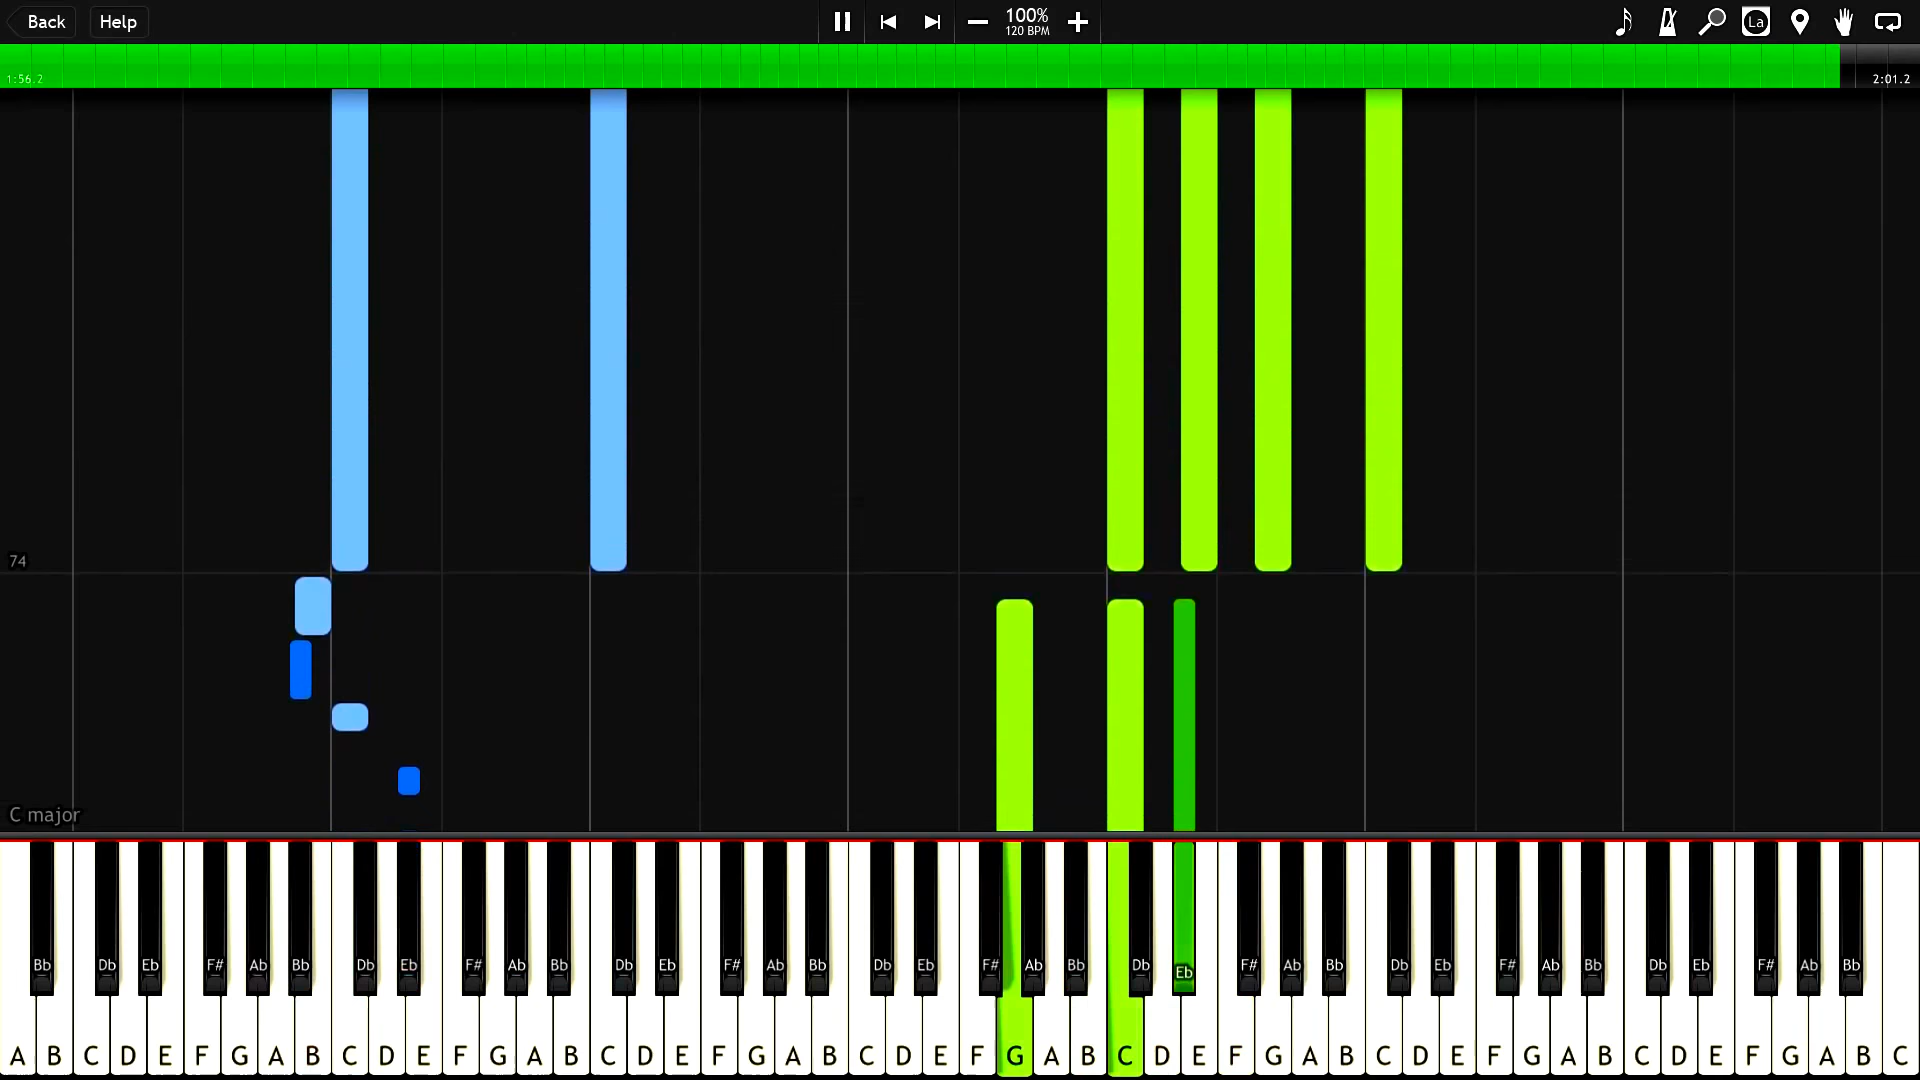 Back Help 100% La
120 BPM
1:56.2 2:01.2
74
C major
Bb Db Eb F# Ab Bb Db Eb F# Ab Bb Db Eb F# Ab Bb Db Eb F# Ab Bb Db Eb F# Ab Bb Db Eb F# Ab Bb Db Eb F# Ab Bb
A B C D E F G A B C D E F G A B C D E F G A B C D E F G A B C D E F G A B C D E F G A B C D E F G A B C